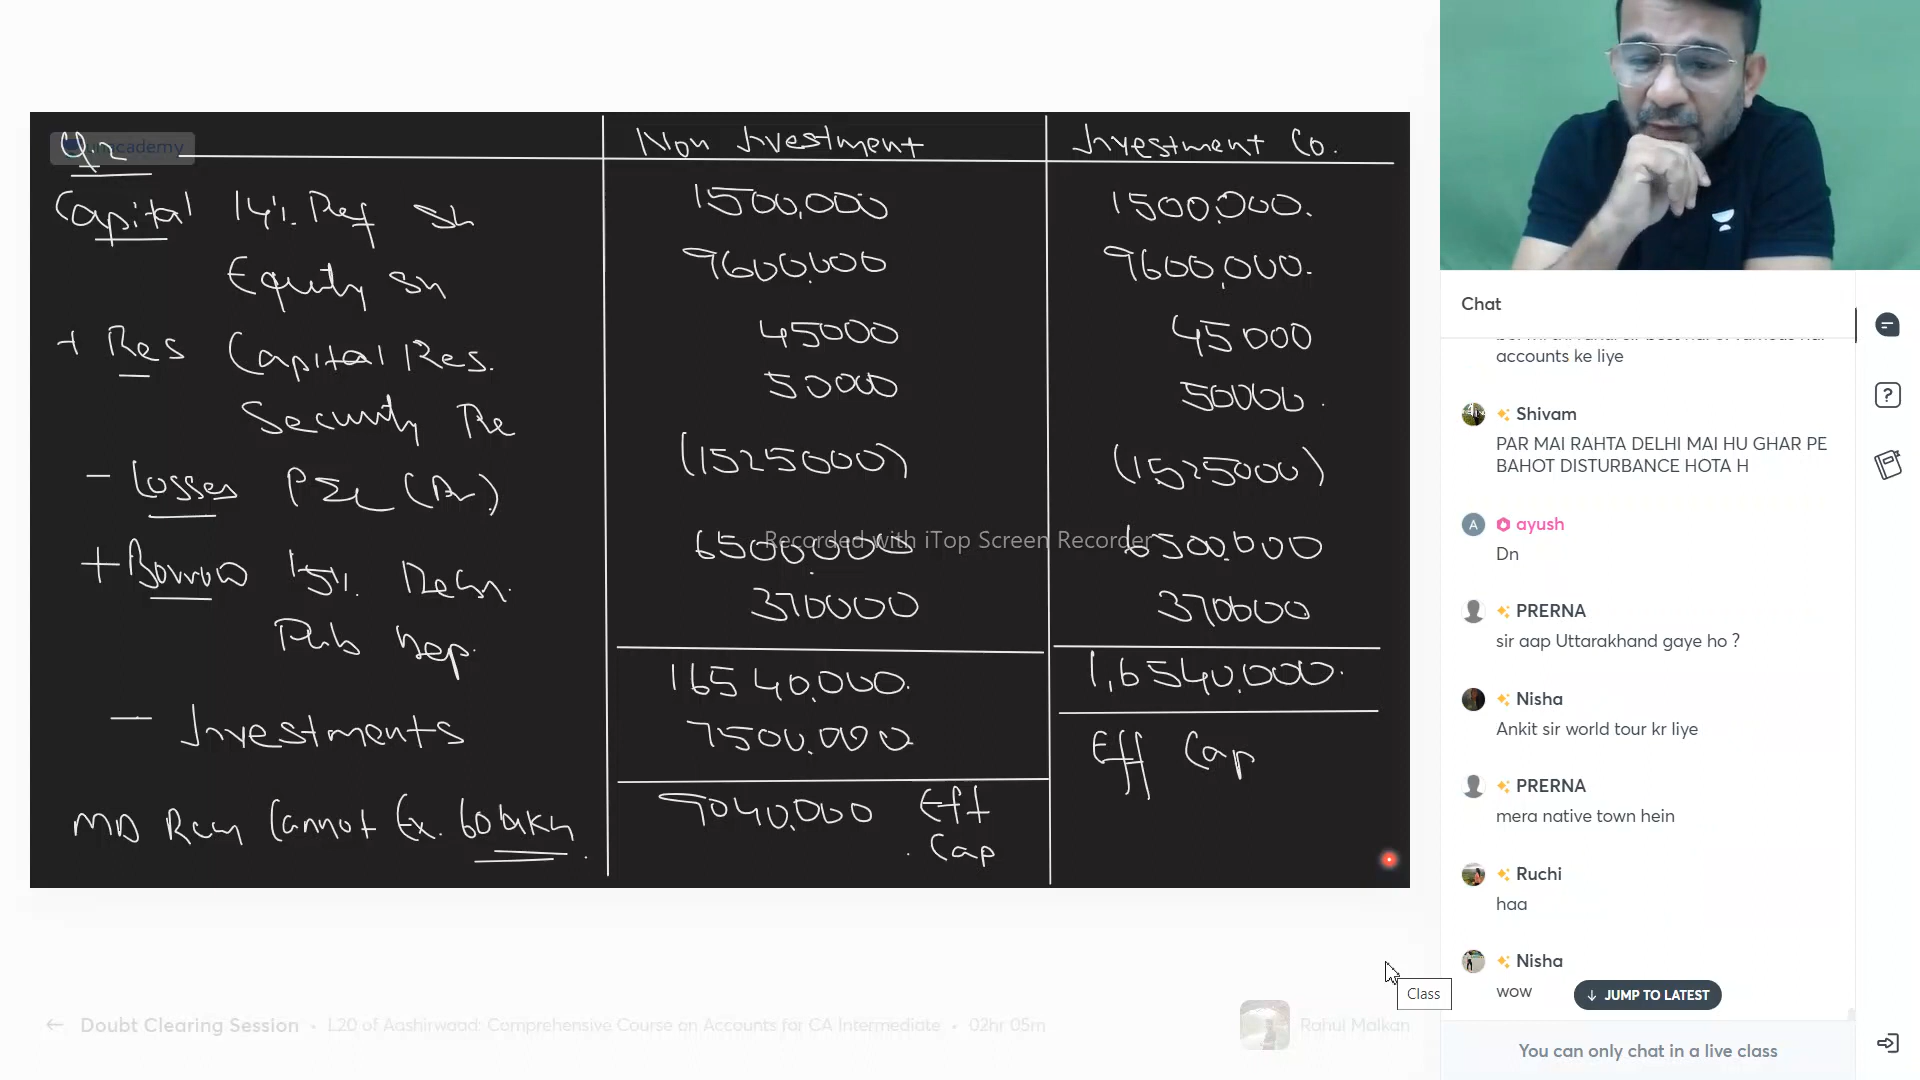 Q2
Non Investment
Investment Co.
Capital 14% Pref Sh 1500,000 1500,000.
Equity Sh 9600,000 9600,000.
+ Res Capital Res. 45000 45000
Security Pre 50000 50000.
- Losses P&L (Dr.) (1525000) (1525000)
+ Borrow 15% Deben. 6500,000 6500,000
Pub Dep. 370000 370000
16540,000. 1,6540,000.
- Investments 7500,000
Eff Cap
9040,000 Eff
Cap
MD Rem Cannot Ex. 60 lakh.
Recorded with iTop Screen Recorder
Chat
accounts ke liye
Shivam
PAR MAI RAHTA DELHI MAI HU GHAR PE
BAHOT DISTURBANCE HOTA H
A ayush
Dn
PRERNA
sir aap Uttarakhand gaye ho ?
Nisha
Ankit sir world tour kr liye
PRERNA
mera native town hein
Ruchi
haa
Nisha
wow
↓ JUMP TO LATEST
Class
← Doubt Clearing Session • L20 of Aashirwaad: Comprehensive Course on Accounts for CA Intermediate • 02hr 05m
Rahul Malkan
You can only chat in a live class